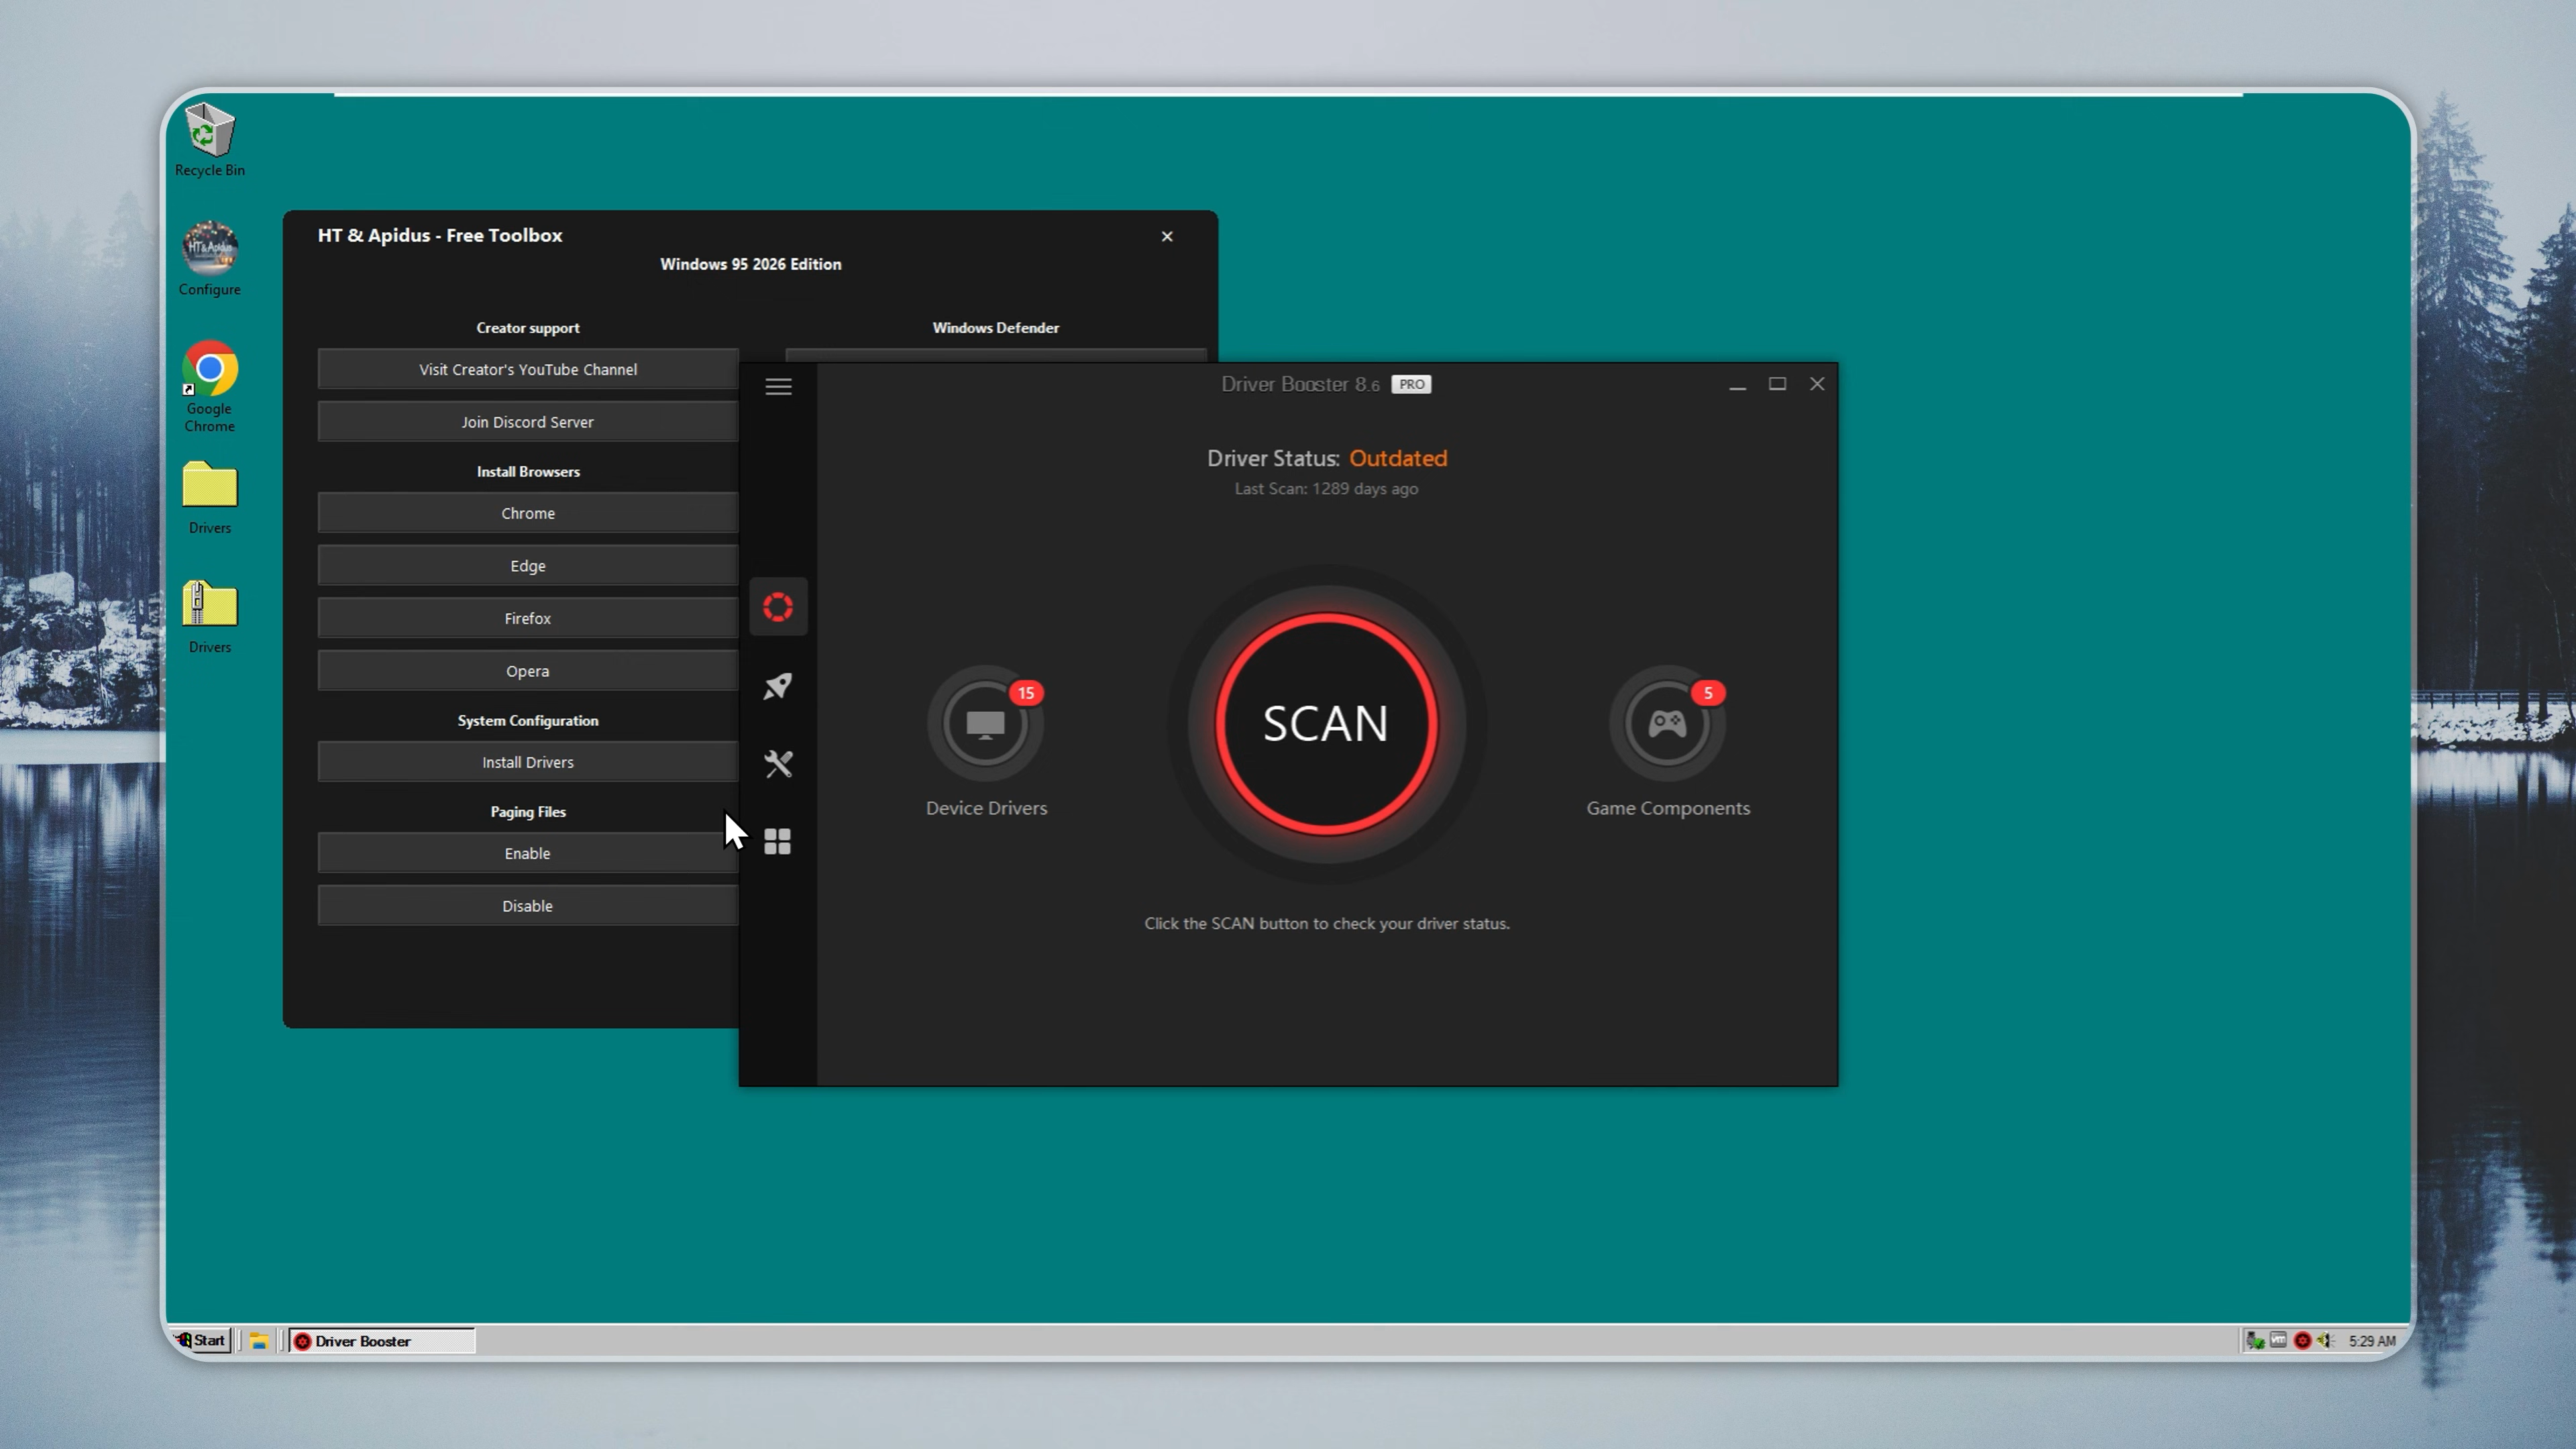 Recycle Bin
HT&Apidus
Configure
Google
Chrome
Drivers
Drivers
HT & Apidus - Free Toolbox
Windows 95 2026 Edition
Creator support
Visit Creator's YouTube Channel
Join Discord Server
Install Browsers
Chrome
Edge
Firefox
Opera
System Configuration
Install Drivers
Paging Files
Enable
Disable
Windows Defender
Driver Booster 8.6 PRO
Driver Status: Outdated
Last Scan: 1289 days ago
15
Device Drivers
SCAN
5
Game Components
Click the SCAN button to check your driver status.
Start
Driver Booster
vm
5:29 AM